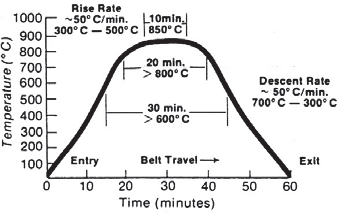 Rise Rate
~50°C/min.
300°C — 500°C
10min.
850°C
20 min.
> 800°C
30 min.
> 600°C
Descent Rate
~ 50°C/min.
700°C — 300°C
Entry
Belt Travel →
Exit
Temperature (°C)
1000
900
800
700
600
500
400
300
200
100
0
10
20
30
40
50
60
Time (minutes)